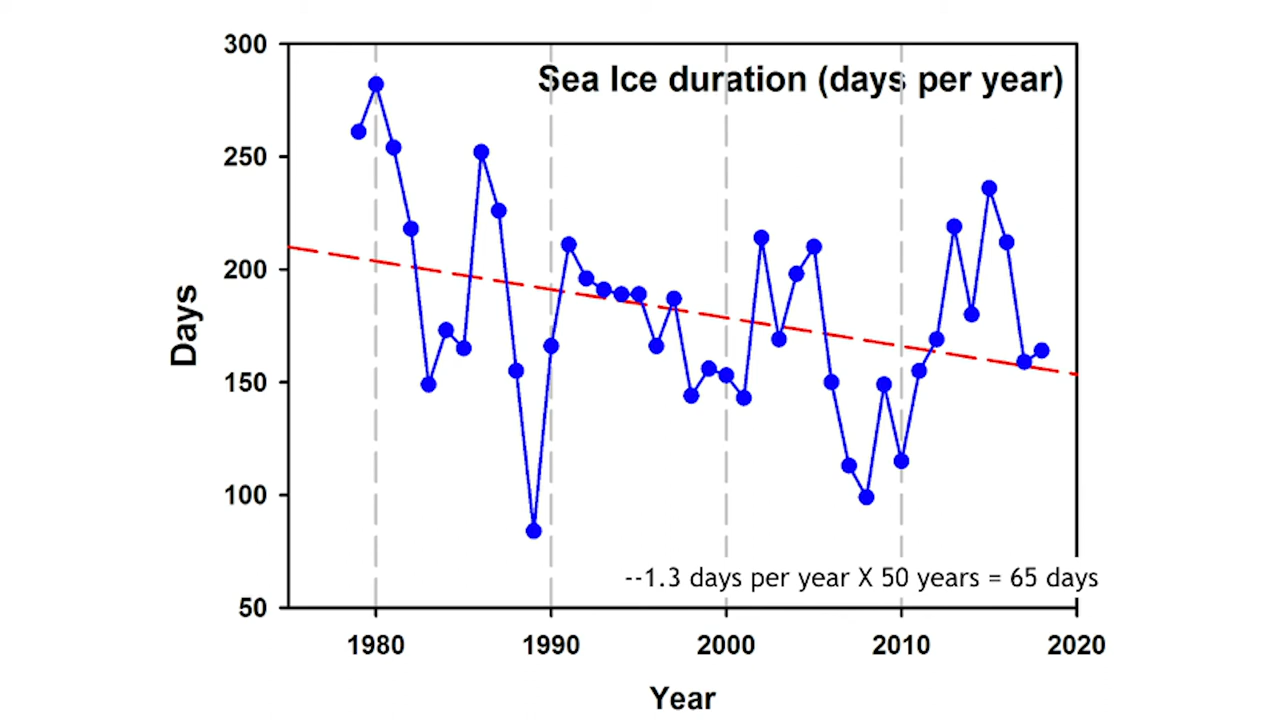 Sea Ice duration (days per year)
300
250
200
150
100
50
Days
--1.3 days per year X 50 years = 65 days
1980 1990 2000 2010 2020
Year